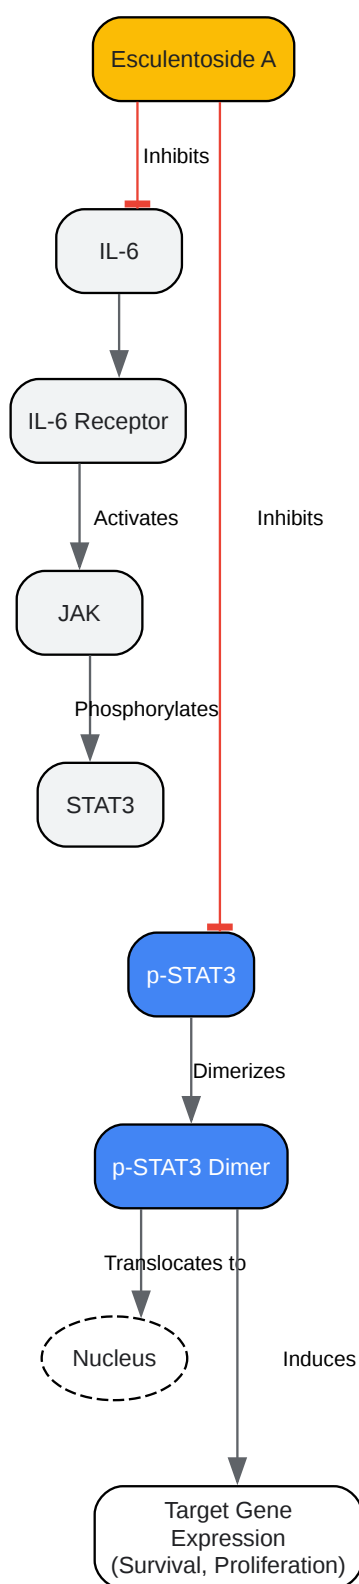 Esculentoside A
Inhibits
IL-6
IL-6 Receptor
Activates
Inhibits
JAK
Phosphorylates
STAT3
p-STAT3
Dimerizes
p-STAT3 Dimer
Translocates to
Nucleus
Induces
Target Gene
Expression
(Survival, Proliferation)